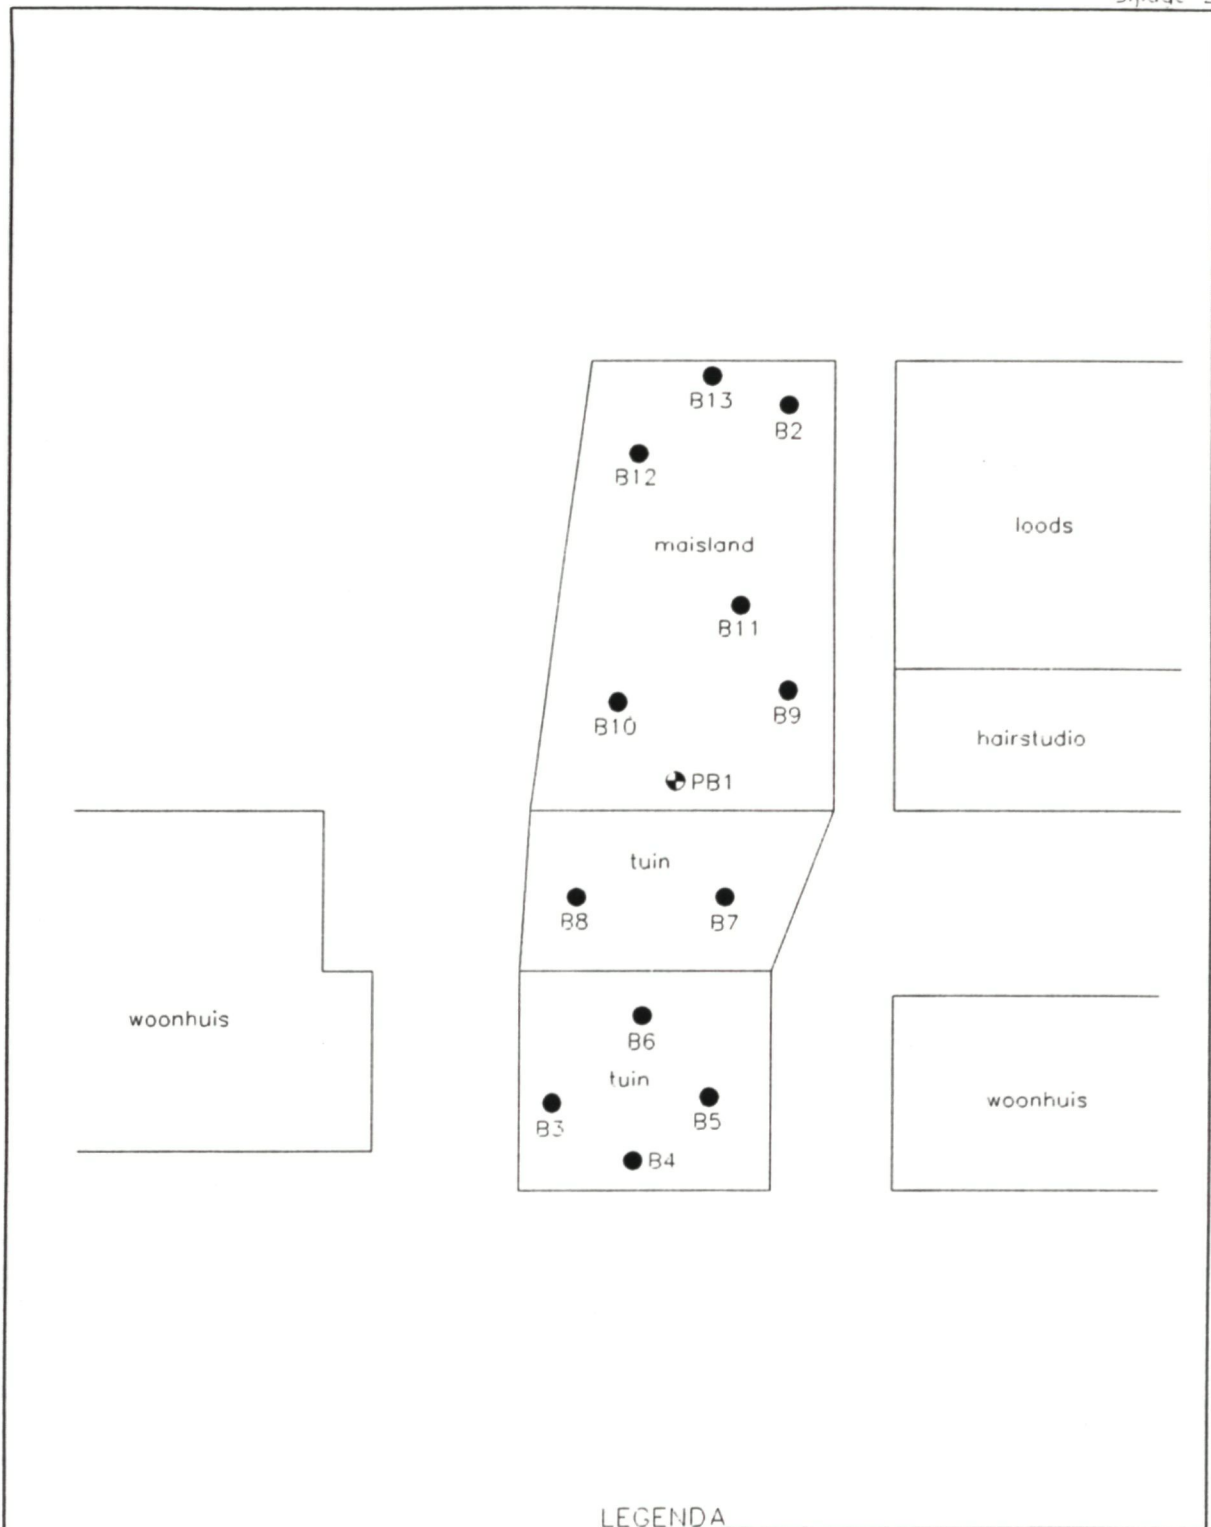 B13
B2
B12
loods
maisland
B11
B9
B10
hairstudio
PB1
tuin
B8
B7
woonhuis
B6
tuin
woonhuis
B5
B3
B4
LEGENDA